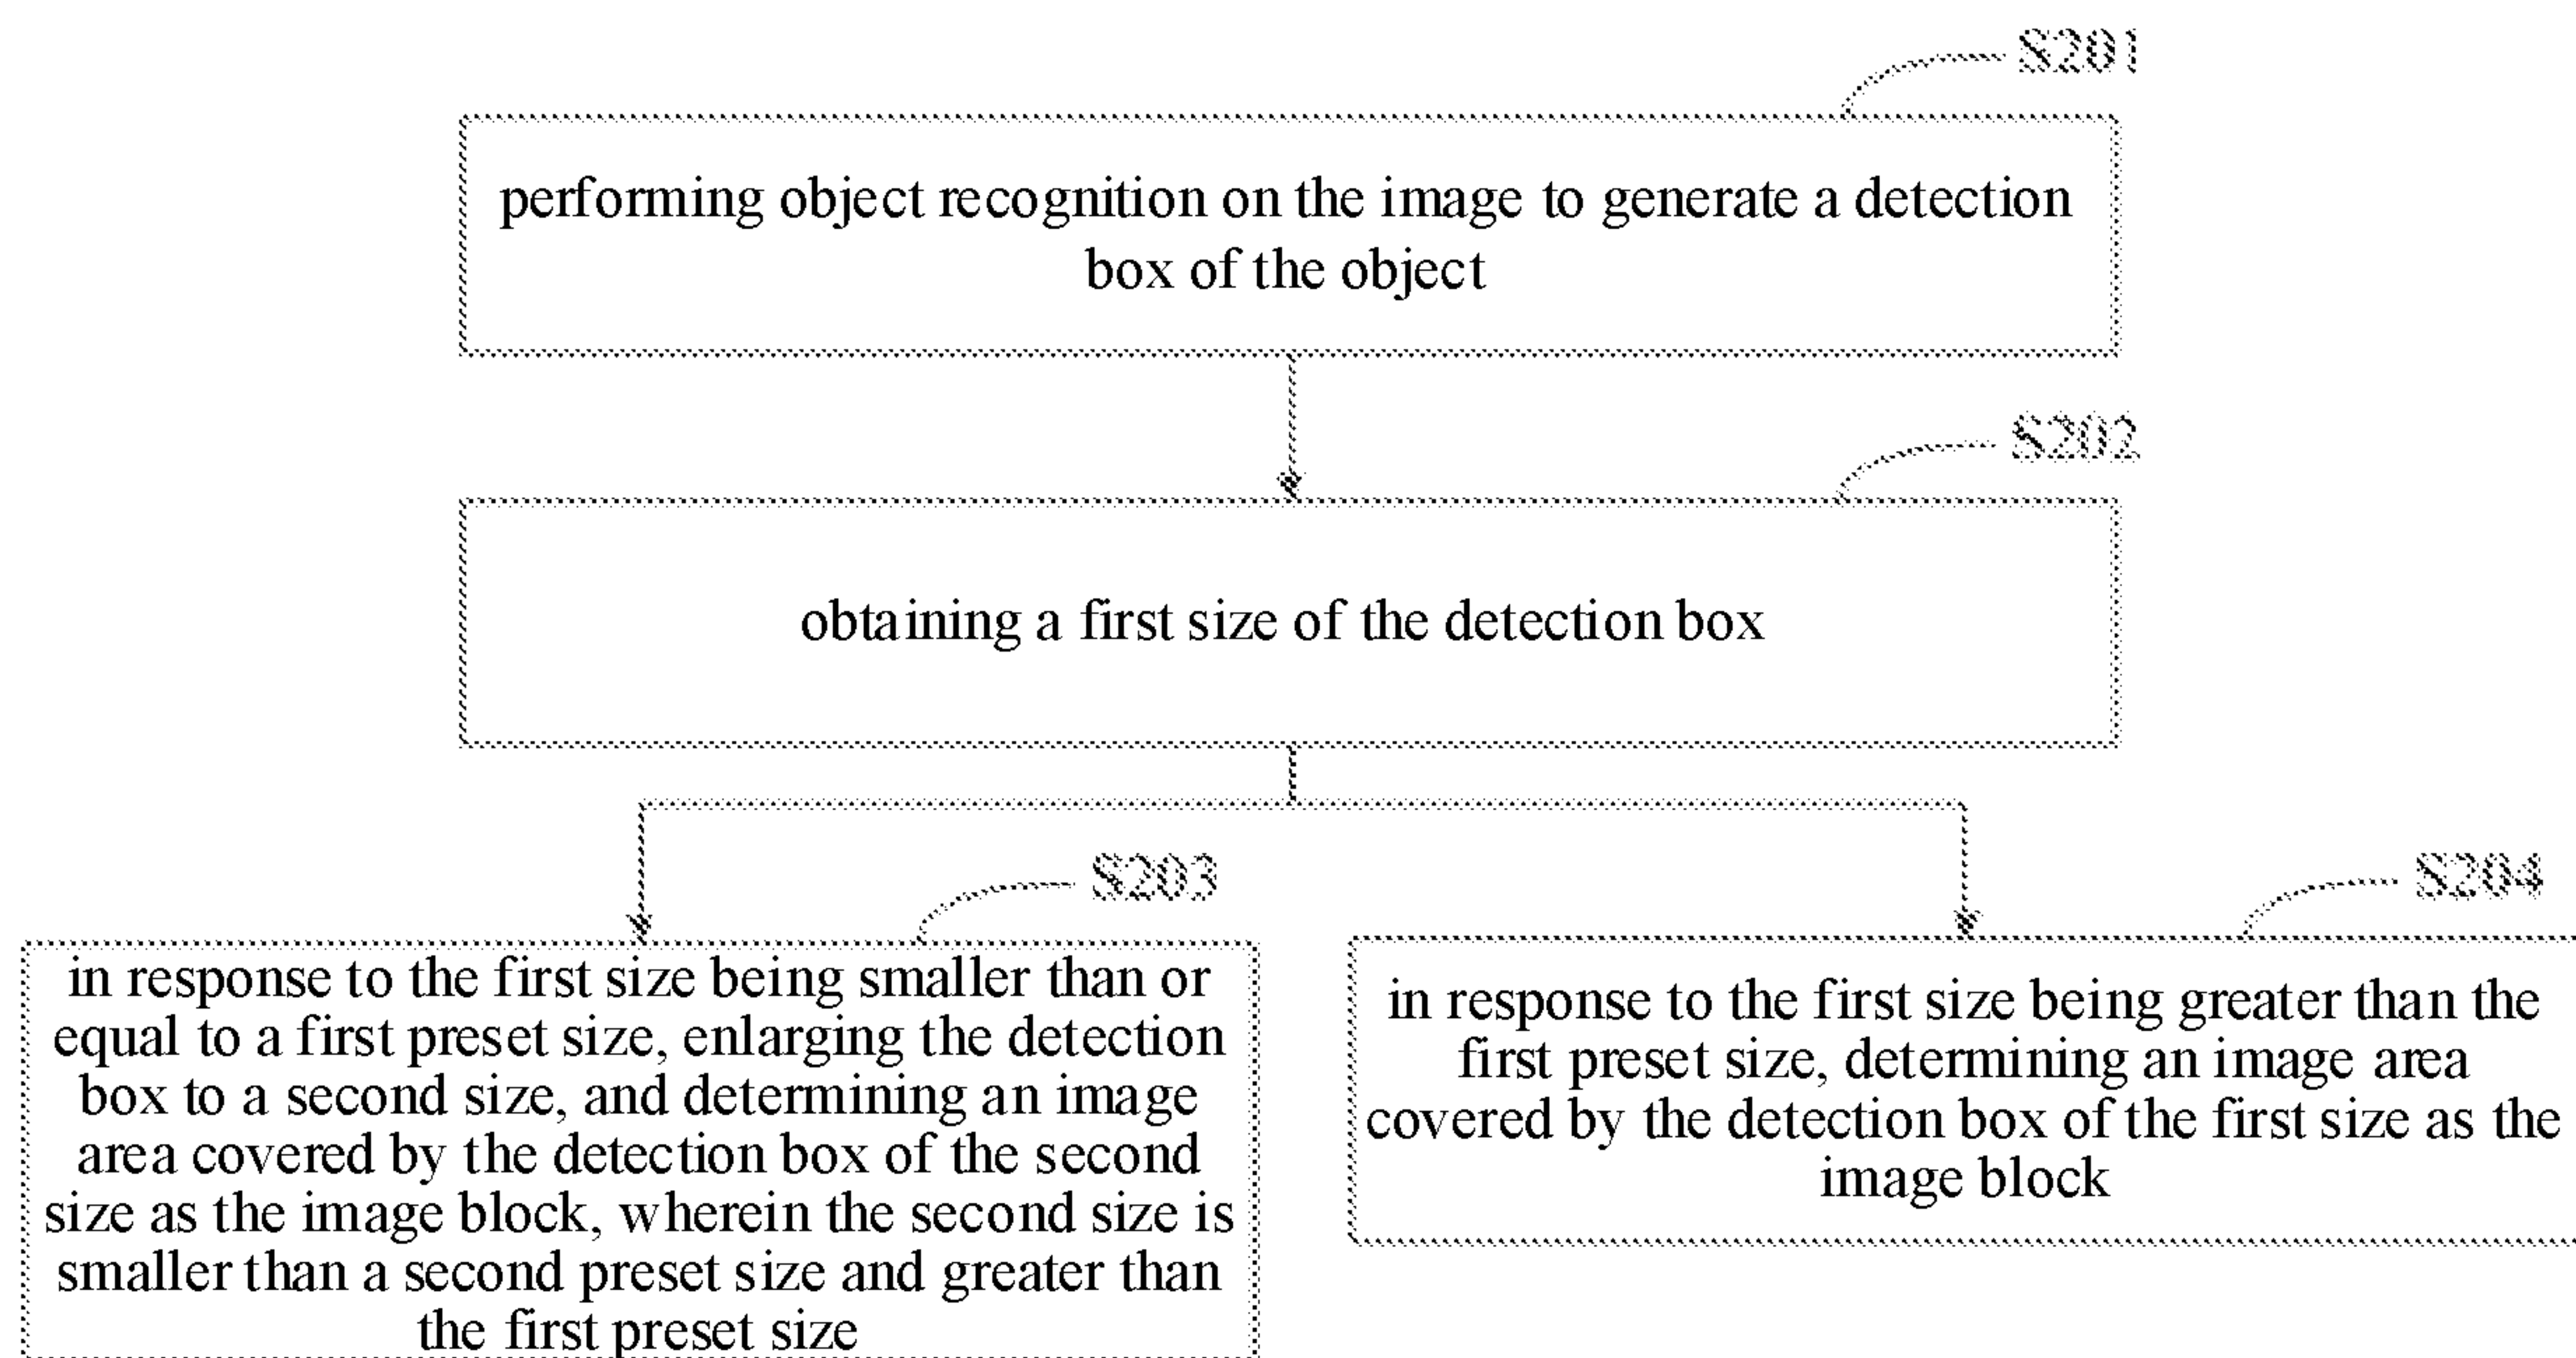 S201
performing object recognition on the image to generate a detection
box of the object
S202
obtaining a first size of the detection box
S203
in response to the first size being smaller than or
equal to a first preset size, enlarging the detection
box to a second size, and determining an image
area covered by the detection box of the second
size as the image block, wherein the second size is
smaller than a second preset size and greater than
the first preset size
S204
in response to the first size being greater than the
first preset size, determining an image area
covered by the detection box of the first size as the
image block